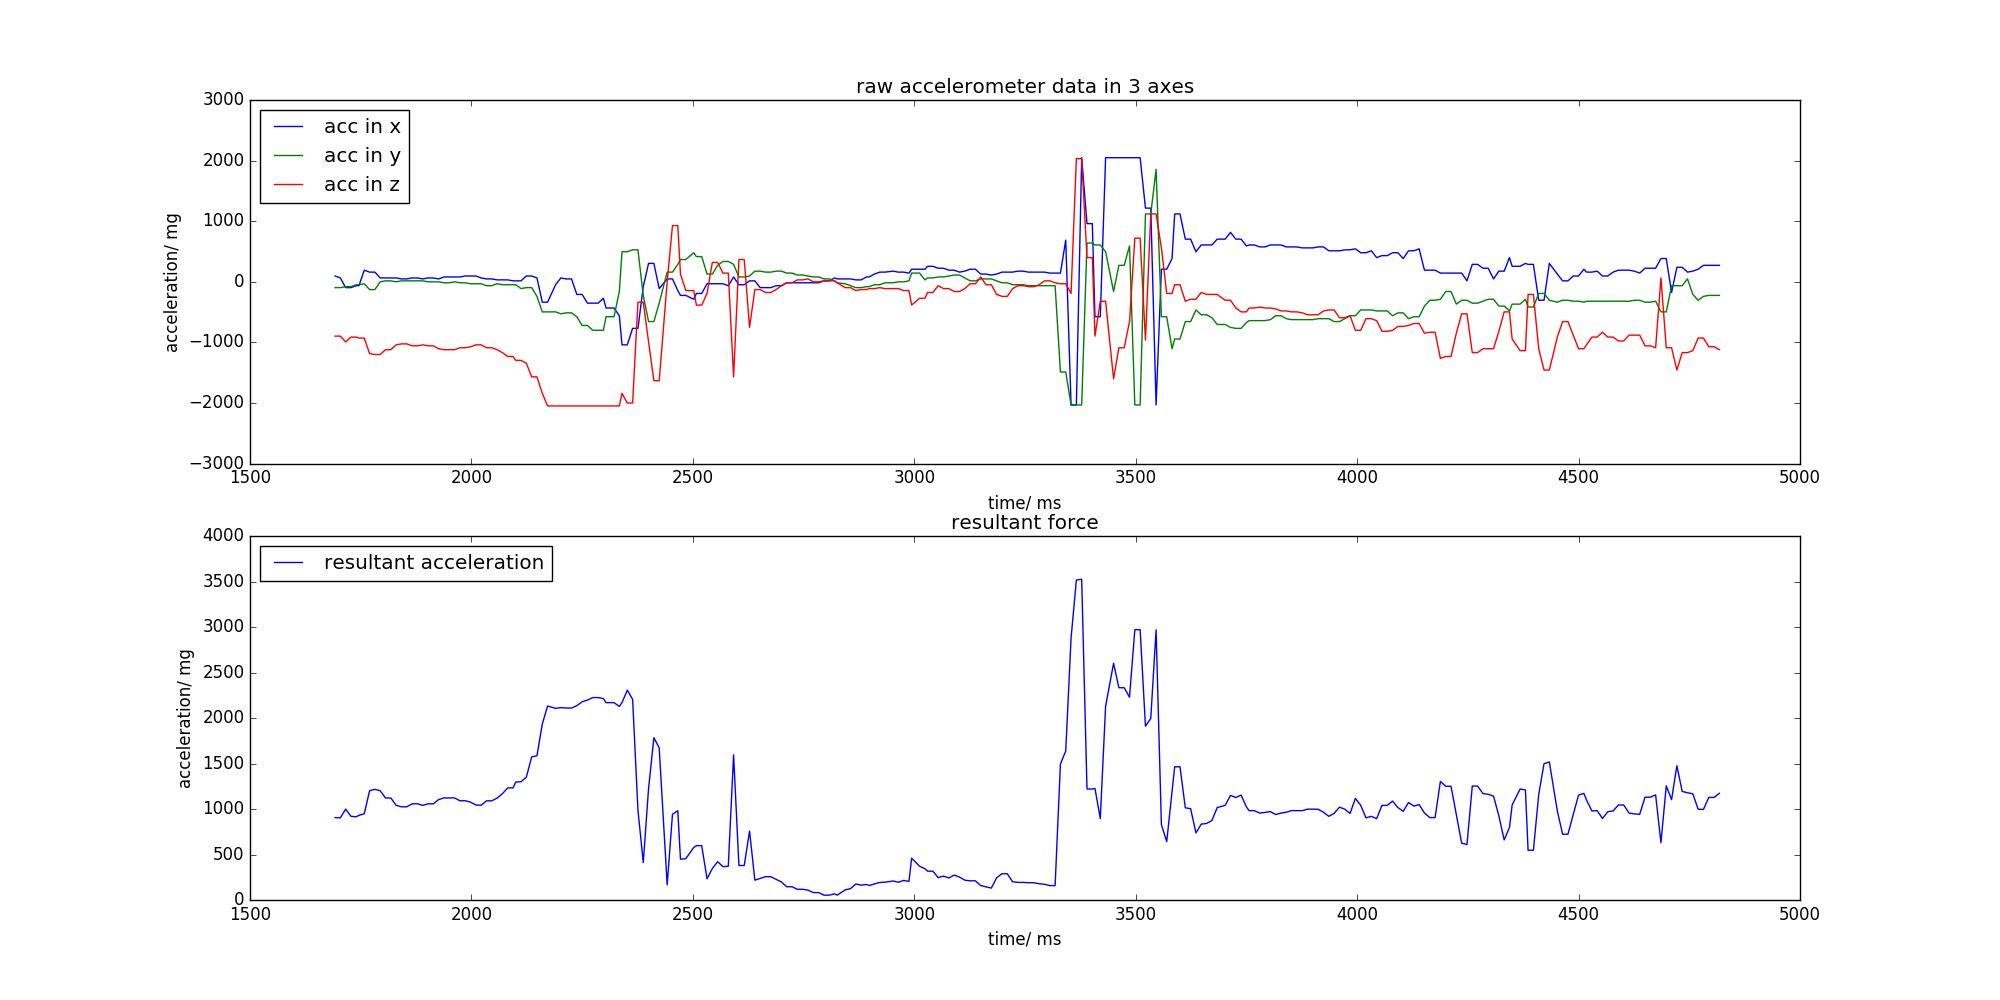 raw accelerometer data in 3 axes
3000
2000
1000
0
−1000
−2000
−3000
acceleration/ mg
acc in x
acc in y
acc in z
1500 2000 2500 3000 3500 4000 4500 5000
time/ ms
resultant force
4000
3500
3000
2500
2000
1500
1000
500
0
acceleration/ mg
resultant acceleration
1500 2000 2500 3000 3500 4000 4500 5000
time/ ms